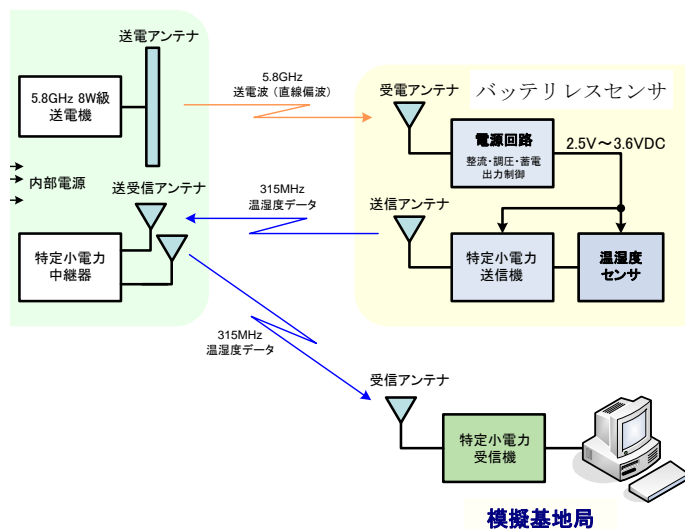 送電アンテナ
5.8GHz 8W級
送電機
内部電源
送受信アンテナ
特定小電力
中継器
5.8GHz
送電波(直線偏波)
315MHz
温湿度データ
315MHz
温湿度データ
バッテリレスセンサ
受電アンテナ
電源回路
整流・調圧・蓄電
出力制御
2.5V～3.6VDC
送信アンテナ
特定小電力
送信機
温湿度
センサ
受信アンテナ
特定小電力
受信機
模擬基地局